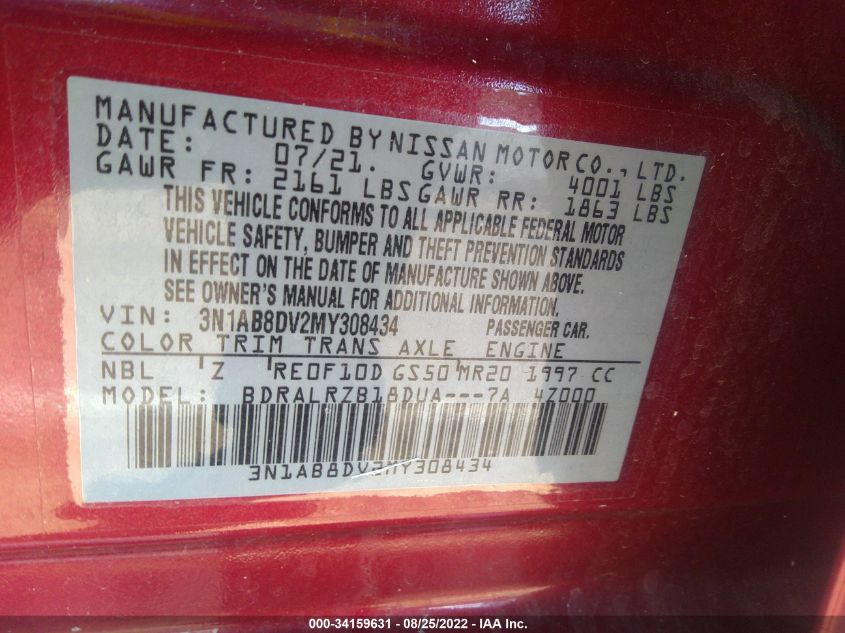 MANUFACTURED BY NISSAN MOTOR CO., LTD.
DATE: 07/21. GVWR: 4001 LBS
GAWR FR: 2161 LBS GAWR RR: 1863 LBS
THIS VEHICLE CONFORMS TO ALL APPLICABLE FEDERAL MOTOR
VEHICLE SAFETY, BUMPER AND THEFT PREVENTION STANDARDS
IN EFFECT ON THE DATE OF MANUFACTURE SHOWN ABOVE.
SEE OWNER'S MANUAL FOR ADDITIONAL INFORMATION.
VIN: 3N1AB8DV2MY308434 PASSENGER CAR.
COLOR TRIM TRANS AXLE ENGINE
NBL Z RE0F10D GS50 MR20 1997 CC
MODEL: BDRALRZB18DUA---7A 4Z000
3N1AB8DV2MY308434
000-34159631 - 08/25/2022 - IAAI Inc.